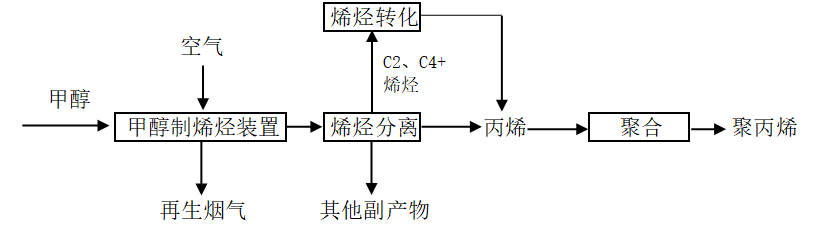 烯烃转化
空气
C2、C4+
烯烃
甲醇
甲醇制烯烃装置
烯烃分离
丙烯
聚合
聚丙烯
再生烟气
其他副产物